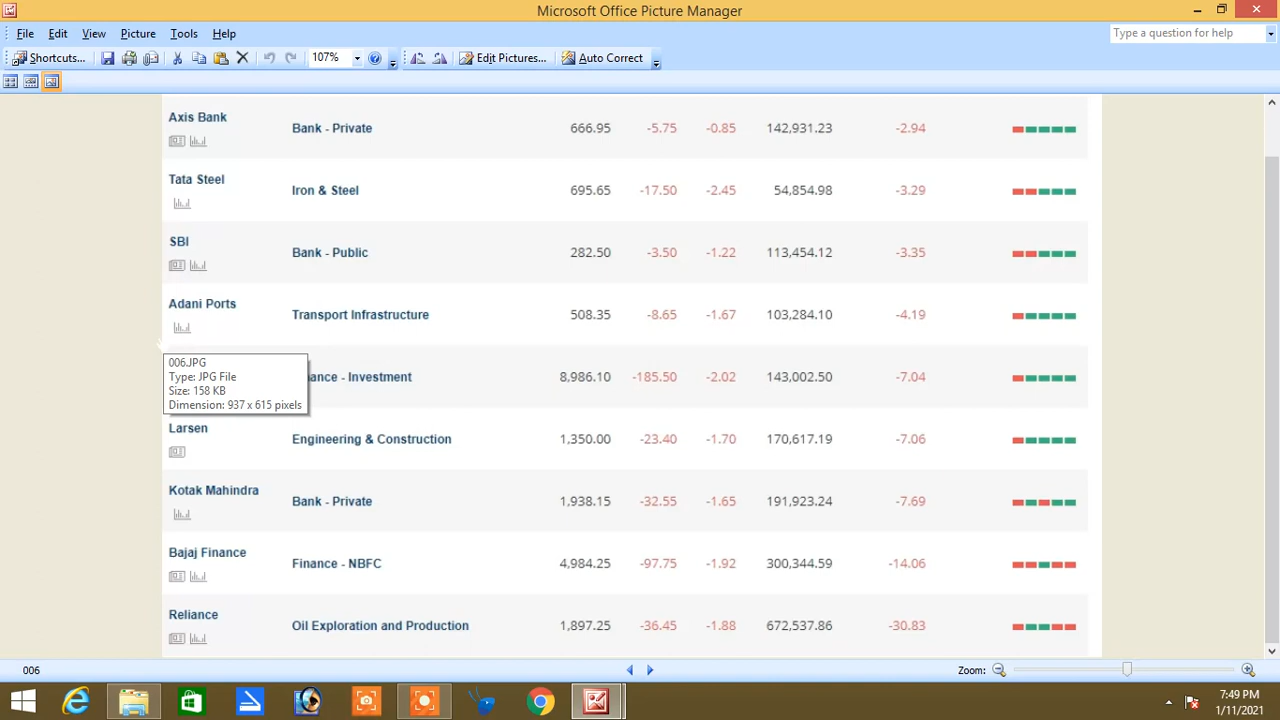 Microsoft Office Picture Manager
File Edit View Picture Tools Help
Type a question for help
Shortcuts... 107% Edit Pictures... Auto Correct
Axis Bank Bank - Private 666.95 -5.75 -0.85 142,931.23 -2.94
Tata Steel Iron & Steel 695.65 -17.50 -2.45 54,854.98 -3.29
SBI Bank - Public 282.50 -3.50 -1.22 113,454.12 -3.35
Adani Ports Transport Infrastructure 508.35 -8.65 -1.67 103,284.10 -4.19
006.JPG
Type: JPG File
Size: 158 KB
Dimension: 937 x 615 pixels
- Investment 8,986.10 -185.50 -2.02 143,002.50 -7.04
Larsen Engineering & Construction 1,350.00 -23.40 -1.70 170,617.19 -7.06
Kotak Mahindra Bank - Private 1,938.15 -32.55 -1.65 191,923.24 -7.69
Bajaj Finance Finance - NBFC 4,984.25 -97.75 -1.92 300,344.59 -14.06
Reliance Oil Exploration and Production 1,897.25 -36.45 -1.88 672,537.86 -30.83
006 Zoom:
7:49 PM
1/11/2021